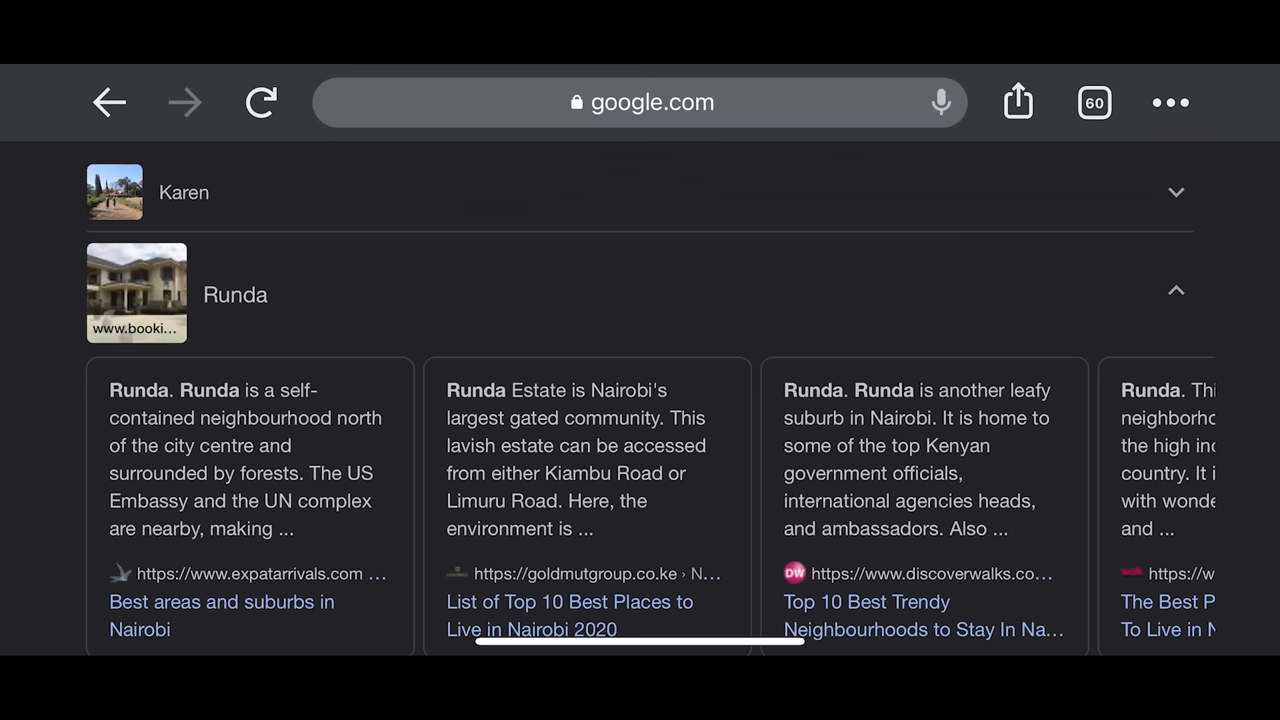 google.com
60
Karen
www.booki...
Runda
Runda. Runda is a self-
contained neighbourhood north
of the city centre and
surrounded by forests. The US
Embassy and the UN complex
are nearby, making ...
https://www.expatarrivals.com ...
Best areas and suburbs in
Nairobi
Runda Estate is Nairobi's
largest gated community. This
lavish estate can be accessed
from either Kiambu Road or
Limuru Road. Here, the
environment is ...
https://goldmutgroup.co.ke › N...
List of Top 10 Best Places to
Live in Nairobi 2020
Runda. Runda is another leafy
suburb in Nairobi. It is home to
some of the top Kenyan
government officials,
international agencies heads,
and ambassadors. Also ...
DW https://www.discoverwalks.co...
Top 10 Best Trendy
Neighbourhoods to Stay In Na...
Runda. Thi
neighborho
the high inc
country. It i
with wonde
and ...
https://w
The Best P
To Live in N